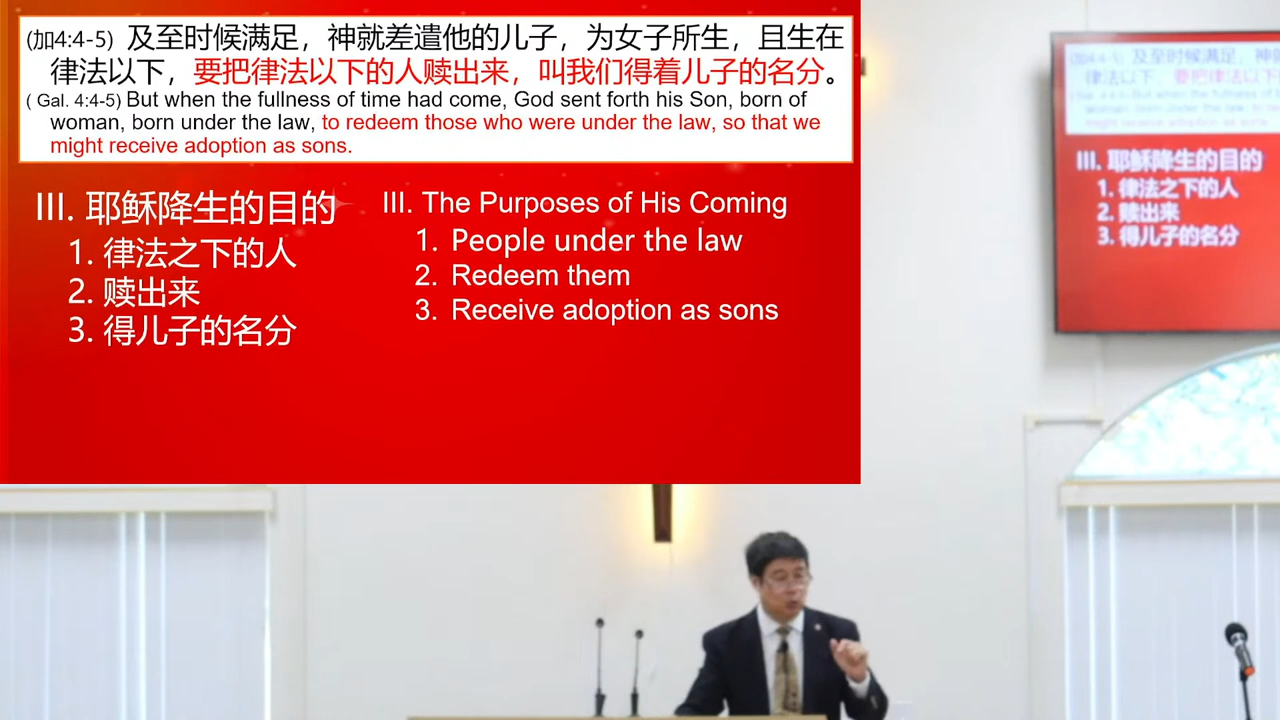 (加4:4-5) 及至时候满足，神就差遣他的儿子，为女子所生，且生在
律法以下，要把律法以下的人赎出来，叫我们得着儿子的名分。
( Gal. 4:4-5) But when the fullness of time had come, God sent forth his Son, born of
woman, born under the law, to redeem those who were under the law, so that we
might receive adoption as sons.
III. 耶稣降生的目的
1. 律法之下的人
2. 赎出来
3. 得儿子的名分
III. The Purposes of His Coming
1. People under the law
2. Redeem them
3. Receive adoption as sons
III. 耶稣降生的目的
1. 律法之下的人
2. 赎出来
3. 得儿子的名分